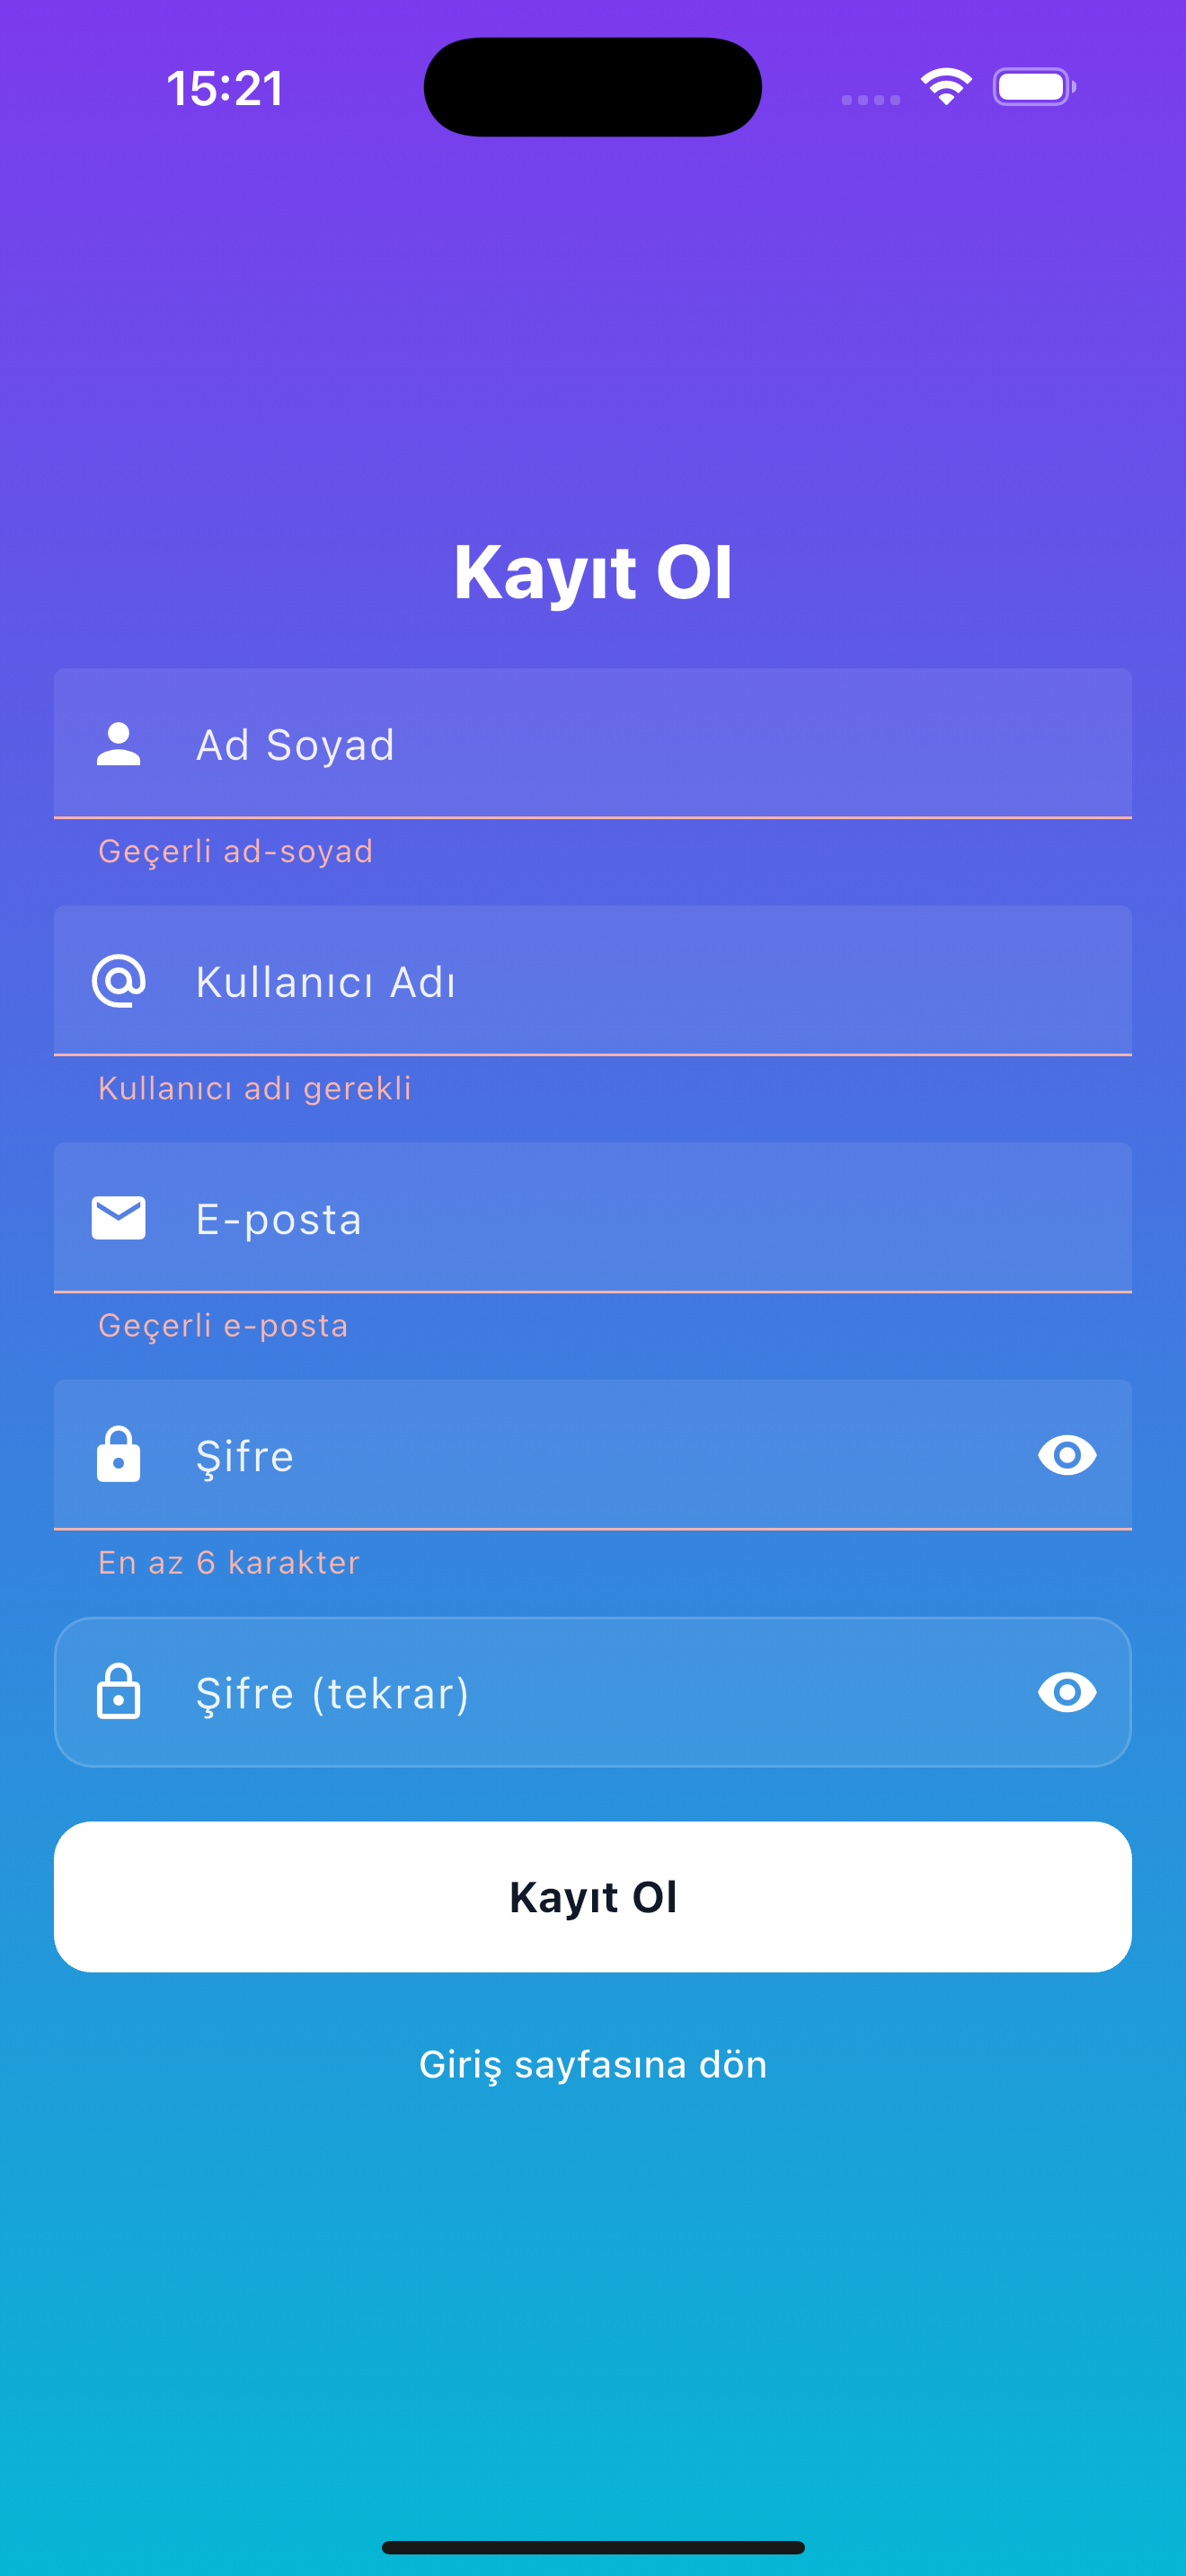 15:21
Kayıt Ol
Ad Soyad
Geçerli ad-soyad
Kullanıcı Adı
Kullanıcı adı gerekli
E-posta
Geçerli e-posta
Şifre
En az 6 karakter
Şifre (tekrar)
Kayıt Ol
Giriş sayfasına dön